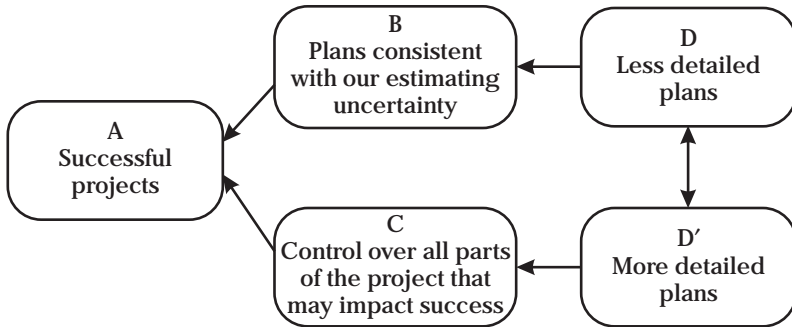 A
Successful
projects
B
Plans consistent
with our estimating
uncertainty
C
Control over all parts
of the project that
may impact success
D
Less detailed
plans
D′
More detailed
plans